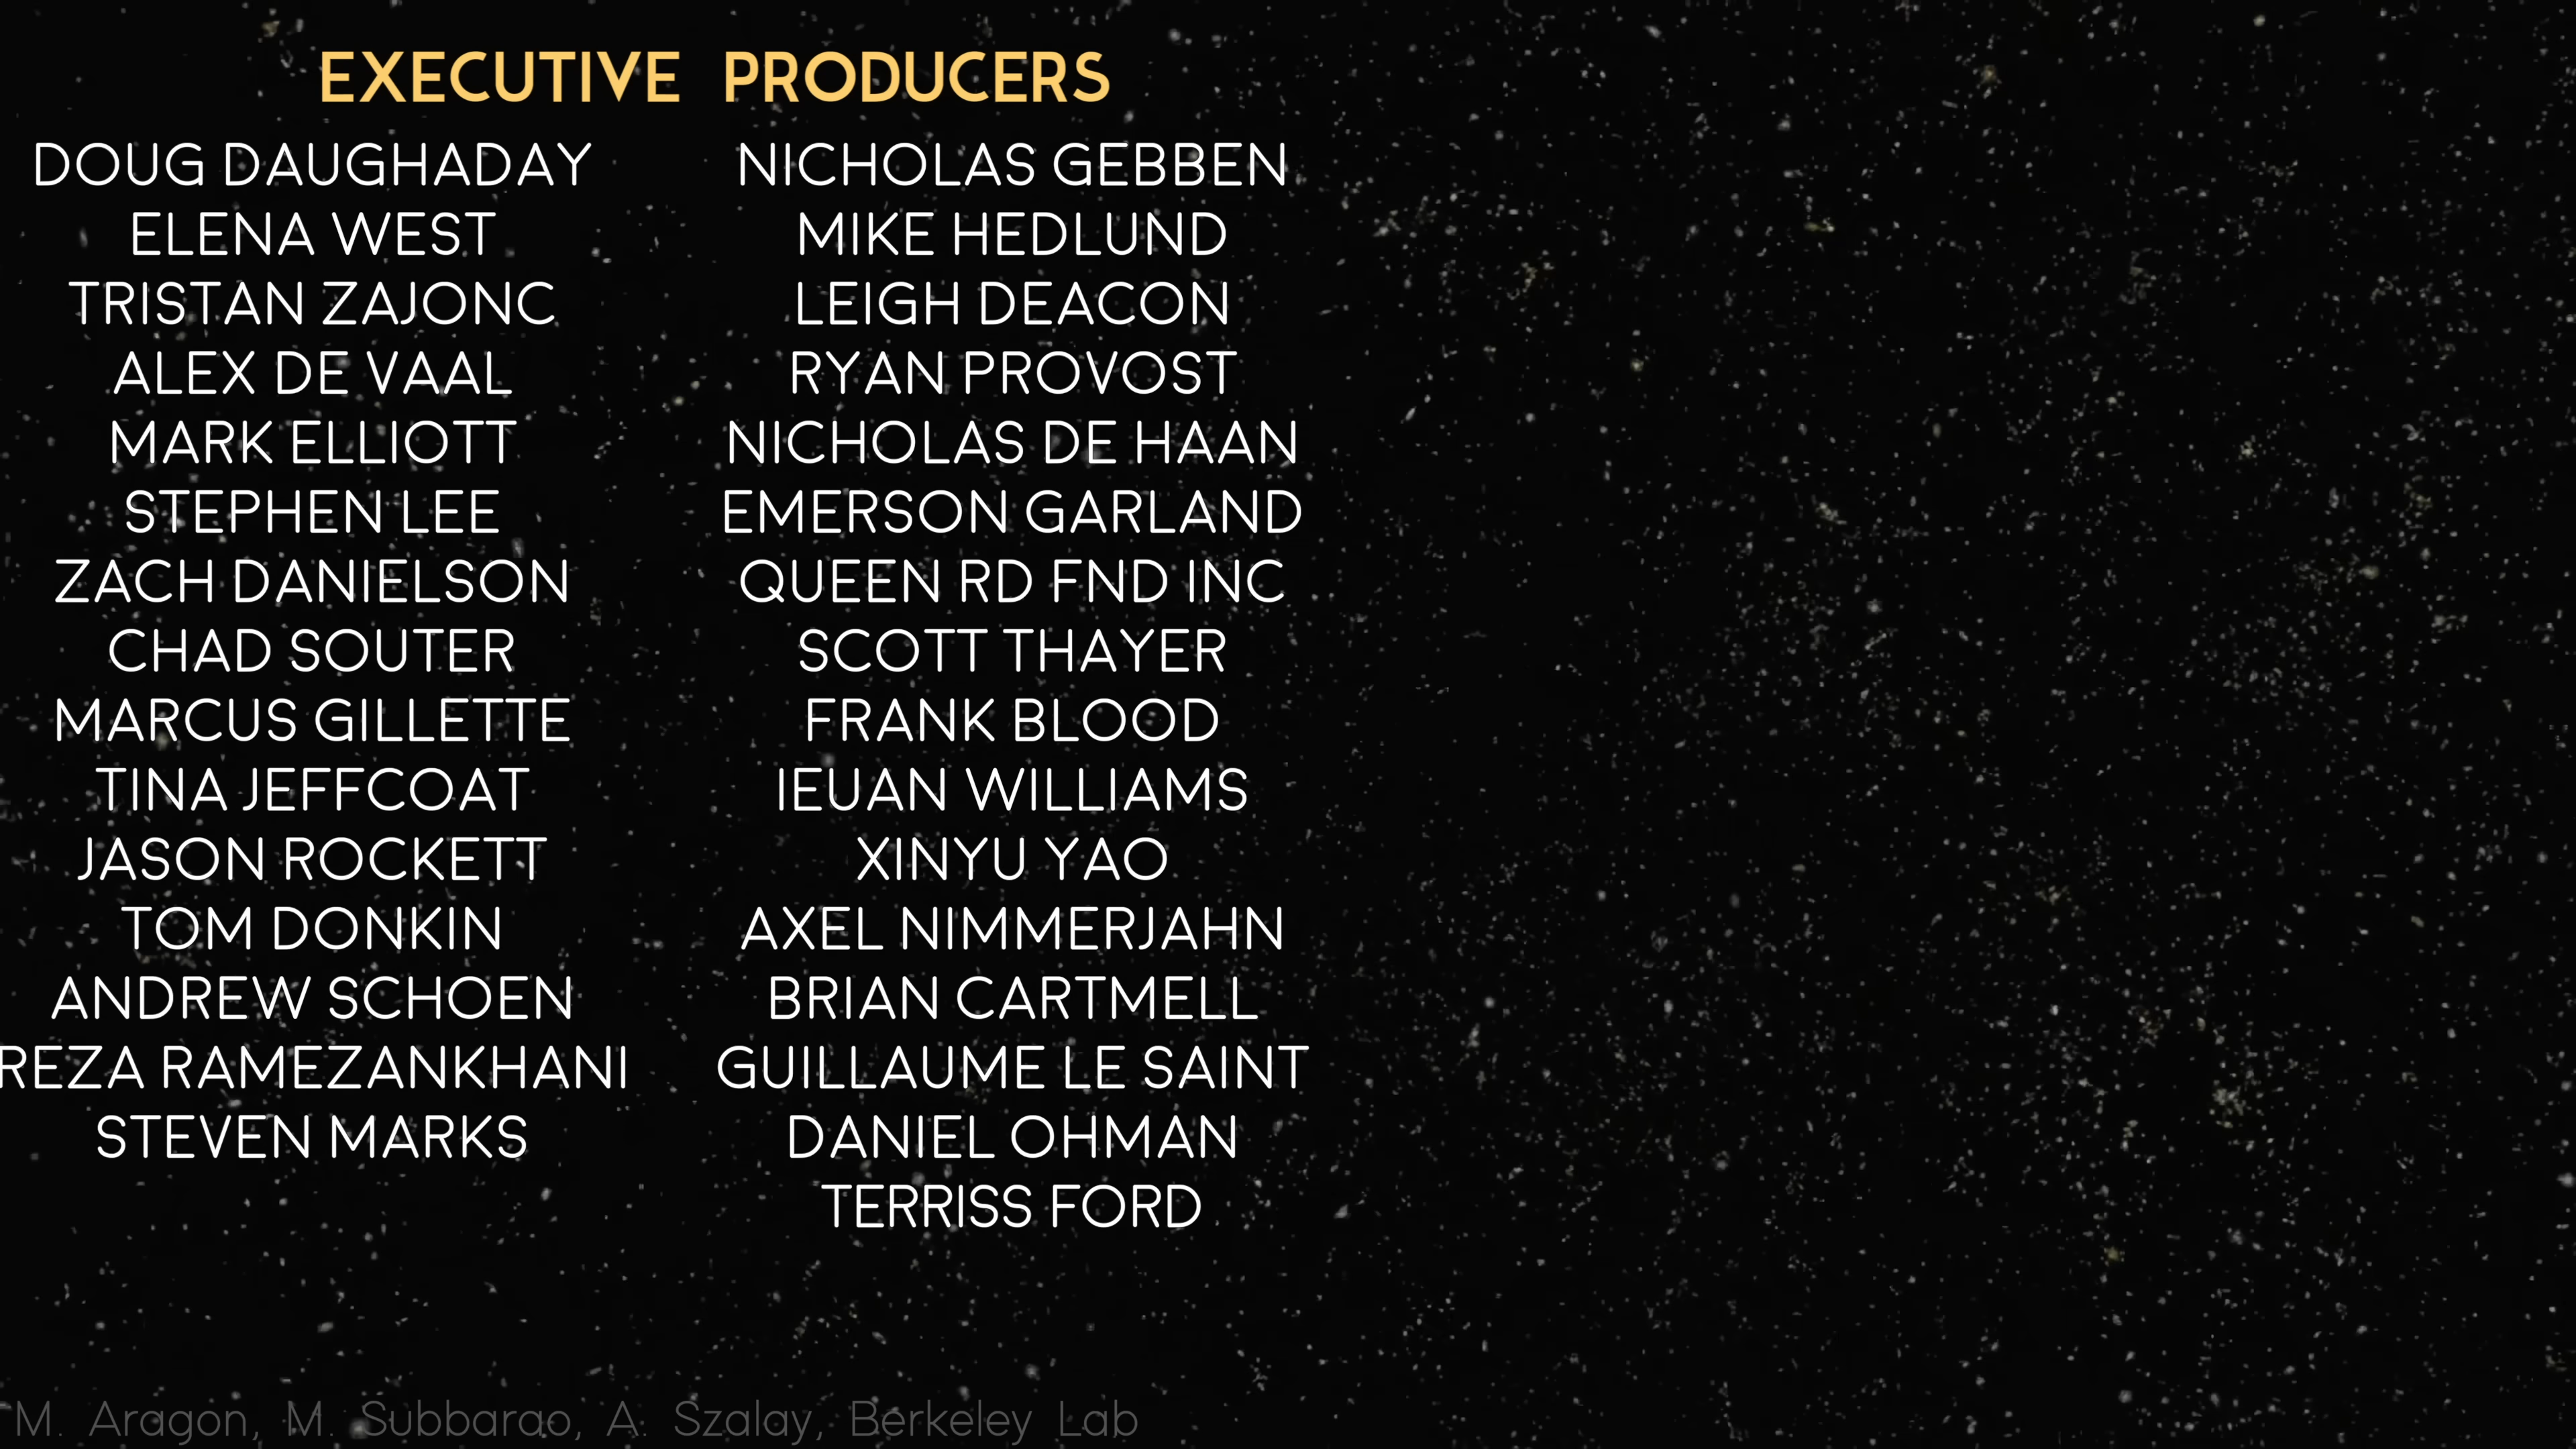 EXECUTIVE PRODUCERS
DOUG DAUGHADAY
ELENA WEST
TRISTAN ZAJONC
ALEX DE VAAL
MARK ELLIOTT
STEPHEN LEE
ZACH DANIELSON
CHAD SOUTER
MARCUS GILLETTE
TINA JEFFCOAT
JASON ROCKETT
TOM DONKIN
ANDREW SCHOEN
REZA RAMEZANKHANI
STEVEN MARKS
NICHOLAS GEBBEN
MIKE HEDLUND
LEIGH DEACON
RYAN PROVOST
NICHOLAS DE HAAN
EMERSON GARLAND
QUEEN RD FND INC
SCOTT THAYER
FRANK BLOOD
IEUAN WILLIAMS
XINYU YAO
AXEL NIMMERJAHN
BRIAN CARTMELL
GUILLAUME LE SAINT
DANIEL OHMAN
TERRISS FORD
M. Aragon, M. Subbarao, A. Szalay, Berkeley Lab